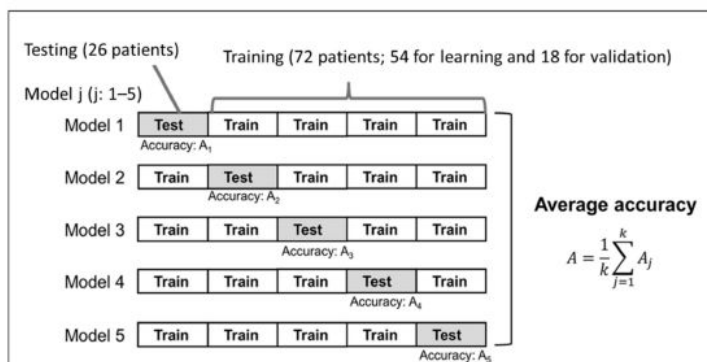 Testing (26 patients)
Training (72 patients; 54 for learning and 18 for validation)
Model j (j: 1–5)
Model 1 Test Train Train Train Train
Accuracy: A₁
Model 2 Train Test Train Train Train
Accuracy: A₂
Model 3 Train Train Test Train Train
Accuracy: A₃
Model 4 Train Train Train Test Train
Accuracy: A₄
Model 5 Train Train Train Train Test
Accuracy: A₅
Average accuracy
A = 1/k ∑_{j=1}^{k} A_j